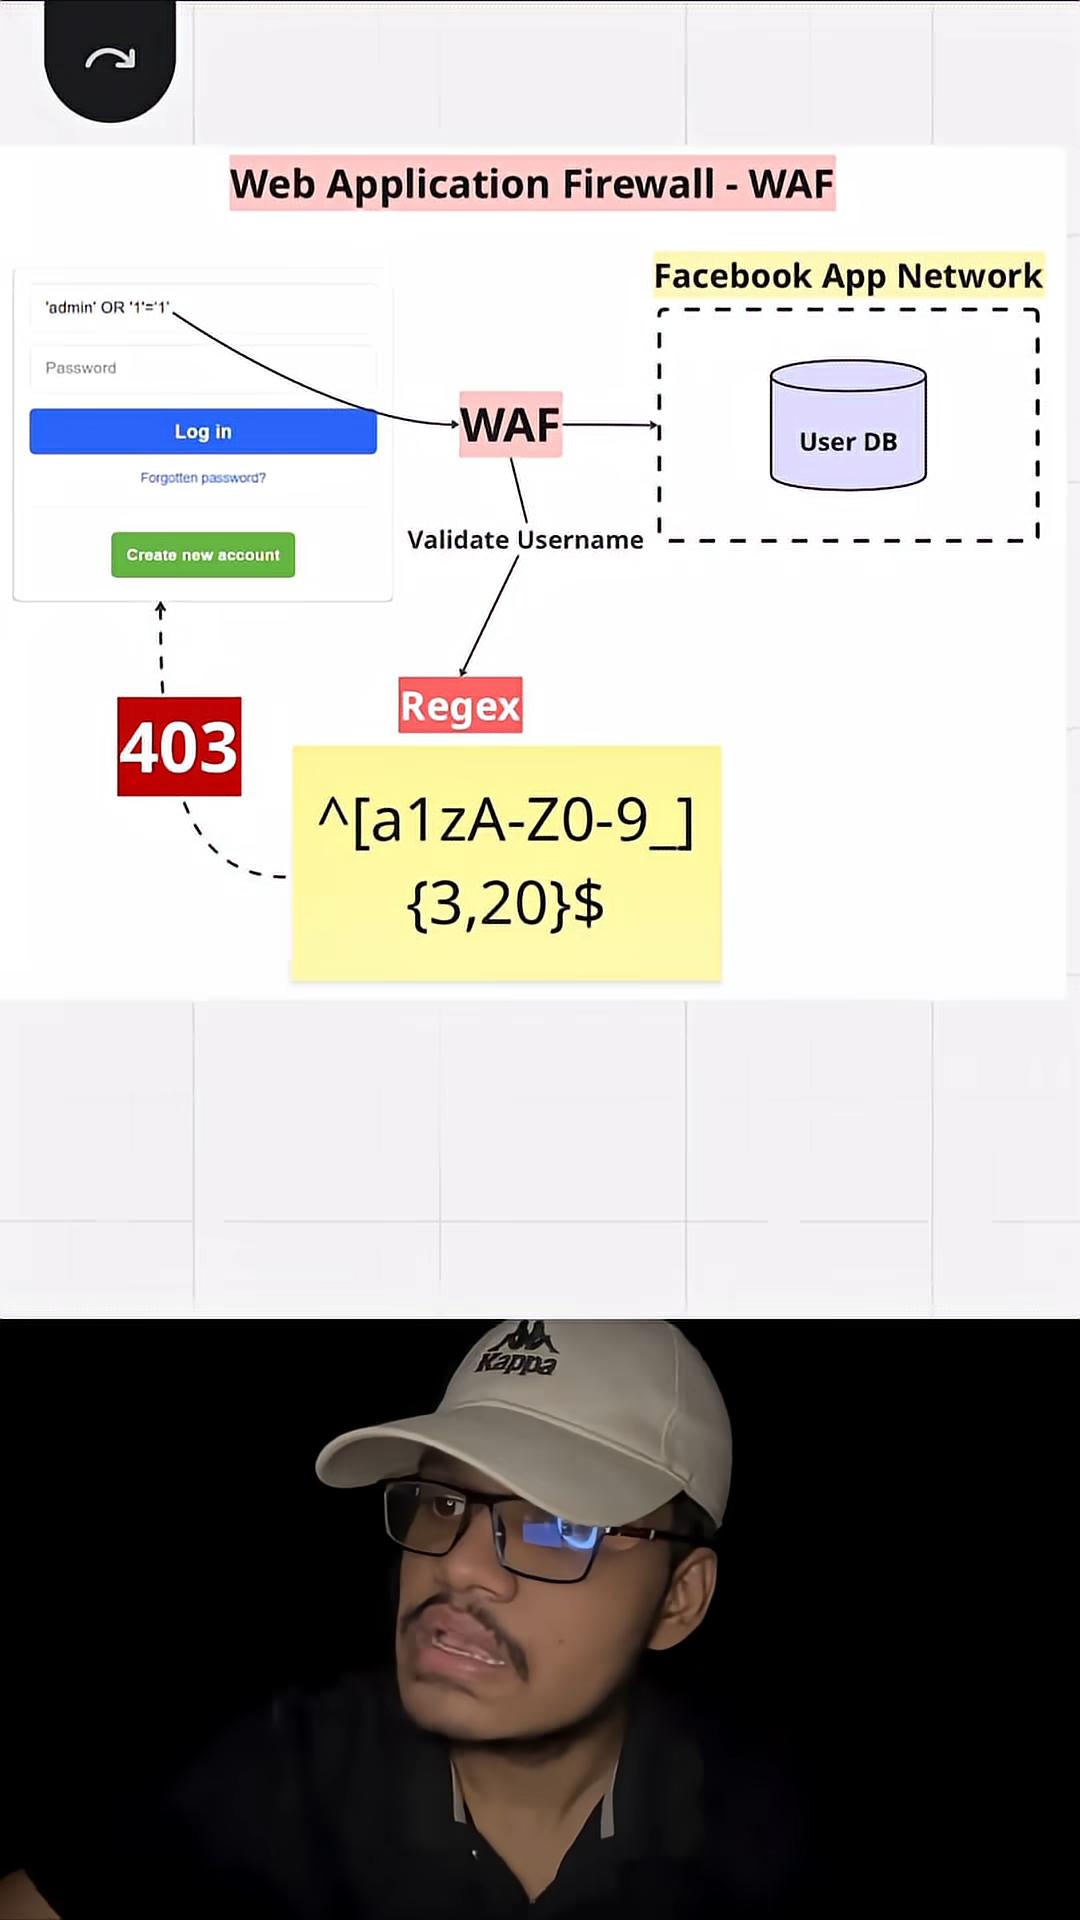 Web Application Firewall - WAF
Facebook App Network
'admin' OR '1'='1'
Password
Log in
Forgotten password?
Create new account
WAF
User DB
Validate Username
Regex
403
^[a1zA-Z0-9_]
{3,20}$
Kappa